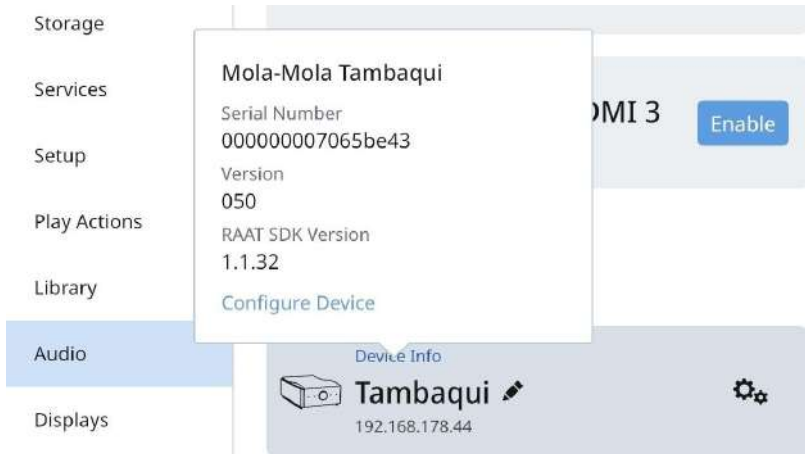 Storage
Services
Setup
Play Actions
Library
Audio
Displays
Mola-Mola Tambaqui
Serial Number
000000007065be43
Version
050
RAAT SDK Version
1.1.32
Configure Device
MI 3
Enable
Device Info
Tambaqui
192.168.178.44